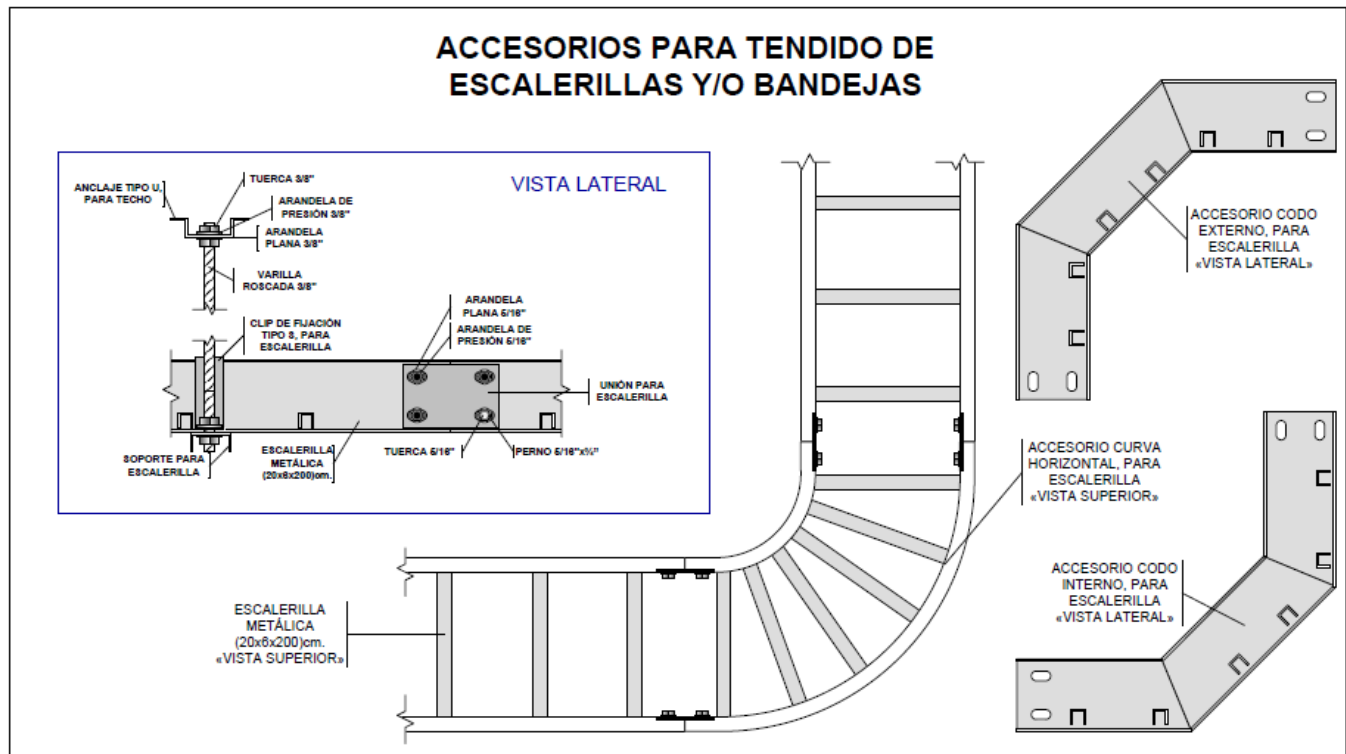 ACCESORIOS PARA TENDIDO DE
ESCALERILLAS Y/O BANDEJAS
VISTA LATERAL
ANCLAJE TIPO U,
PARA TECHO
TUERCA 3/8"
ARANDELA DE
PRESIÓN 3/8"
ARANDELA
PLANA 3/8"
VARILLA
ROSCADA 3/8"
CLIP DE FIJACIÓN
TIPO S, PARA
ESCALERILLA
ARANDELA
PLANA 5/16"
ARANDELA DE
PRESIÓN 5/16"
UNIÓN PARA
ESCALERILLA
SOPORTE PARA
ESCALERILLA
ESCALERILLA
METÁLICA
(20x6x200)cm.
TUERCA 5/16"
PERNO 5/16"x¾"
ACCESORIO CODO
EXTERNO, PARA
ESCALERILLA
«VISTA LATERAL»
ACCESORIO CURVA
HORIZONTAL, PARA
ESCALERILLA
«VISTA SUPERIOR»
ACCESORIO CODO
INTERNO, PARA
ESCALERILLA
«VISTA LATERAL»
ESCALERILLA
METÁLICA
(20x6x200)cm.
«VISTA SUPERIOR»